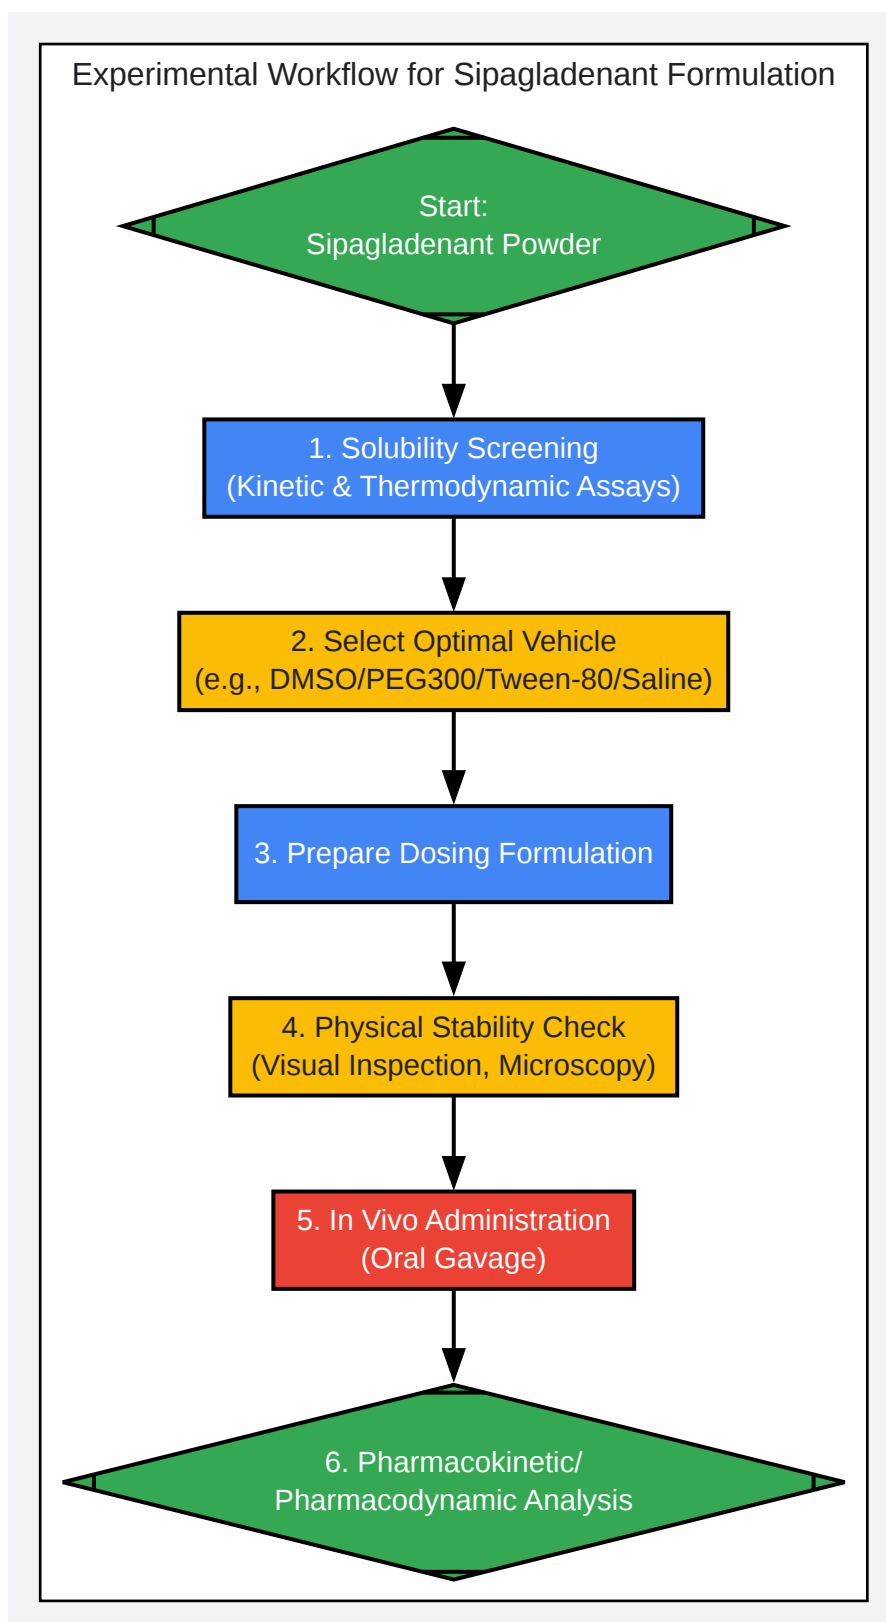 Experimental Workflow for Sipagladenant Formulation
Start:
Sipagladenant Powder
1. Solubility Screening
(Kinetic & Thermodynamic Assays)
2. Select Optimal Vehicle
(e.g., DMSO/PEG300/Tween-80/Saline)
3. Prepare Dosing Formulation
4. Physical Stability Check
(Visual Inspection, Microscopy)
5. In Vivo Administration
(Oral Gavage)
6. Pharmacokinetic/
Pharmacodynamic Analysis